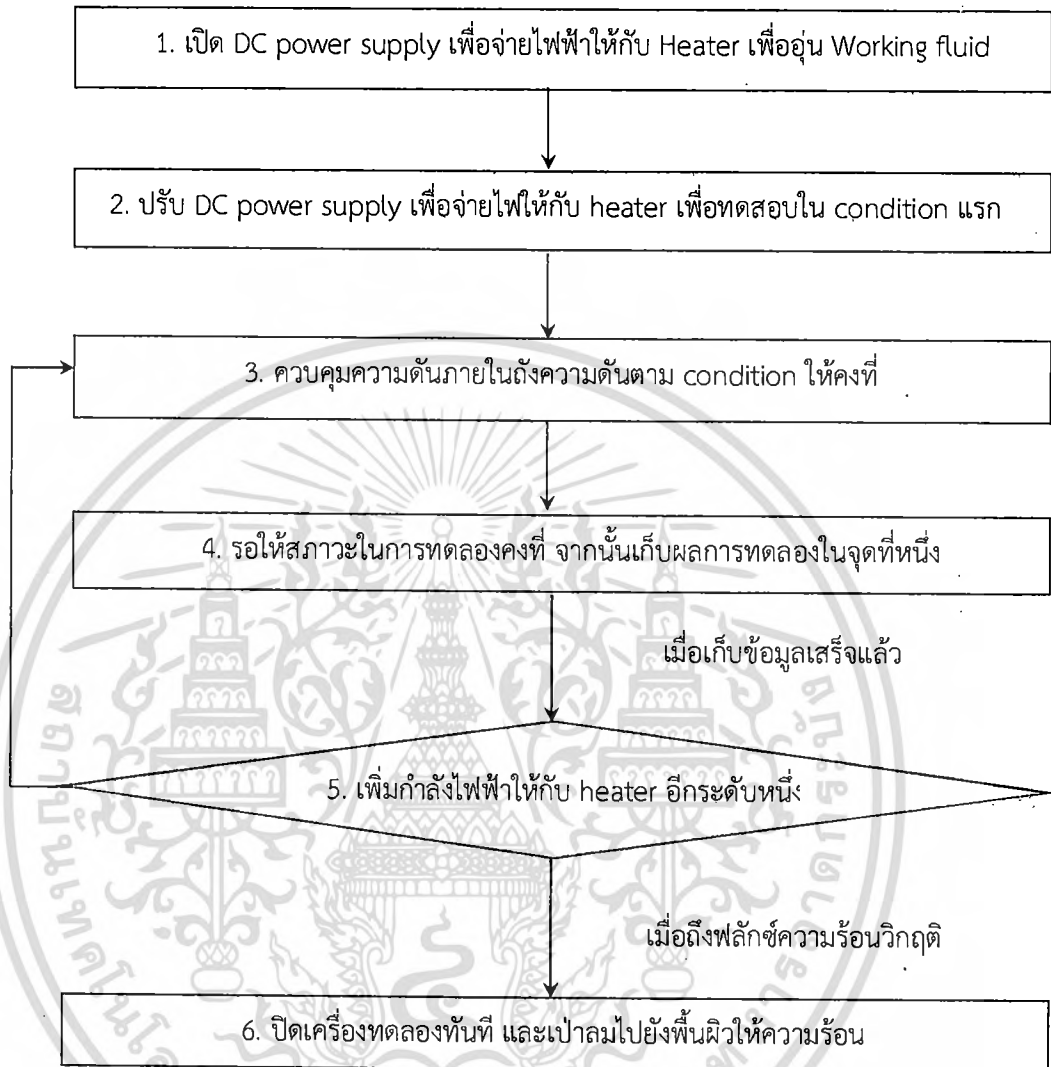 1. เปิด DC power supply เพื่อจ่ายไฟฟ้าให้กับ Heater เพื่ออุ่น Working fluid
2. ปรับ DC power supply เพื่อจ่ายไฟให้กับ heater เพื่อทดสอบใน condition แรก
3. ควบคุมความดันภายในถังความดันตาม condition ให้คงที่
4. รอให้สภาวะในการทดลองคงที่ จากนั้นเก็บผลการทดลองในจุดที่หนึ่ง
เมื่อเก็บข้อมูลเสร็จแล้ว
5. เพิ่มกำลังไฟฟ้าให้กับ heater อีกระดับหนึ่ง
เมื่อถึงฟลักซ์ความร้อนวิกฤติ
6. ปิดเครื่องทดลองทันที และเป่าลมไปยังพื้นผิวให้ความร้อน